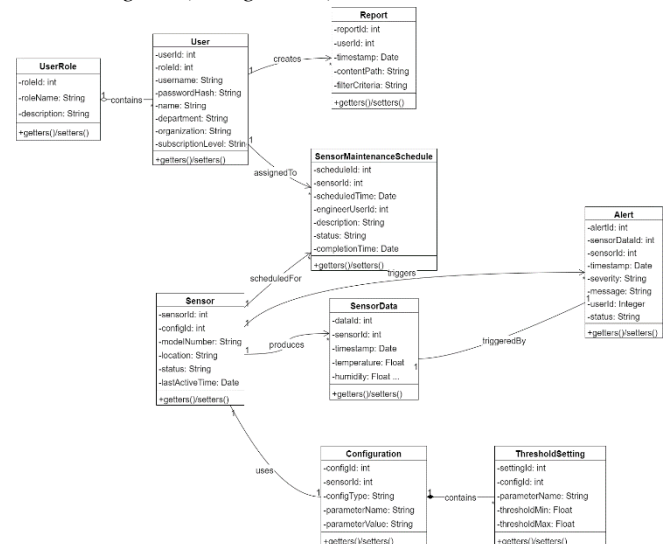 Report
-reportId: int
-userId: int
-timestamp: Date
-contentPath: String
-filterCriteria: String
+getters()/setters()
User
-userId: int
-roleId: int
-username: String
-passwordHash: String
-name: String
-department: String
-organization: String
-subscriptionLevel: Strin
+getters()/setters()
UserRole
-roleId: int
-roleName: String
-description: String
+getters()/setters()
1
contains
*
1
creates
*
1
assignedTo
*
SensorMaintenanceSchedule
-scheduleId: int
-sensorId: int
-scheduledTime: Date
-engineerUserId: int
-description: String
-status: String
-completionTime: Date
+getters()/setters()
Alert
-alertId: int
-sensorDataId: int
-sensorId: int
-timestamp: Date
-severity: String
-message: String
-userId: Integer
-status: String
+getters()/setters()
1
scheduledFor
*
1
triggers
*
Sensor
-sensorId: int
-configId: int
-modelNumber: String
-location: String
-status: String
-lastActiveTime: Date
+getters()/setters()
1
produces
*
SensorData
-dataId: int
-sensorId: int
-timestamp: Date
-temperature: Float
-humidity: Float ...
+getters()/setters()
1
triggeredBy
1
1
uses
1
Configuration
-configId: int
-sensorId: int
-configType: String
-parameterName: String
-parameterValue: String
+getters()/setters()
1
contains
*
ThresholdSetting
-settingId: int
-configId: int
-parameterName: String
-thresholdMin: Float
-thresholdMax: Float
+getters()/setters()